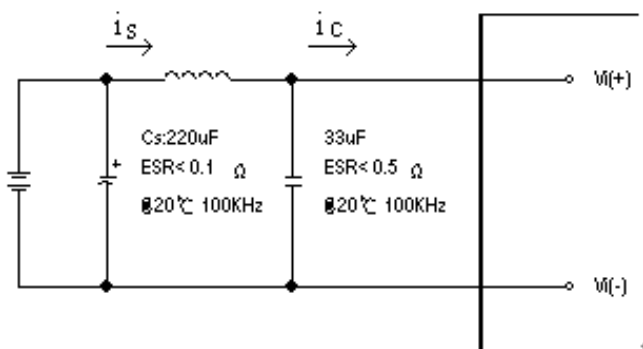 is
ic
Vi(+)
Cs:220uF
ESR< 0.1 Ω
@20℃ 100KHz
33uF
ESR< 0.5 Ω
@20℃ 100KHz
+
Vi(-)